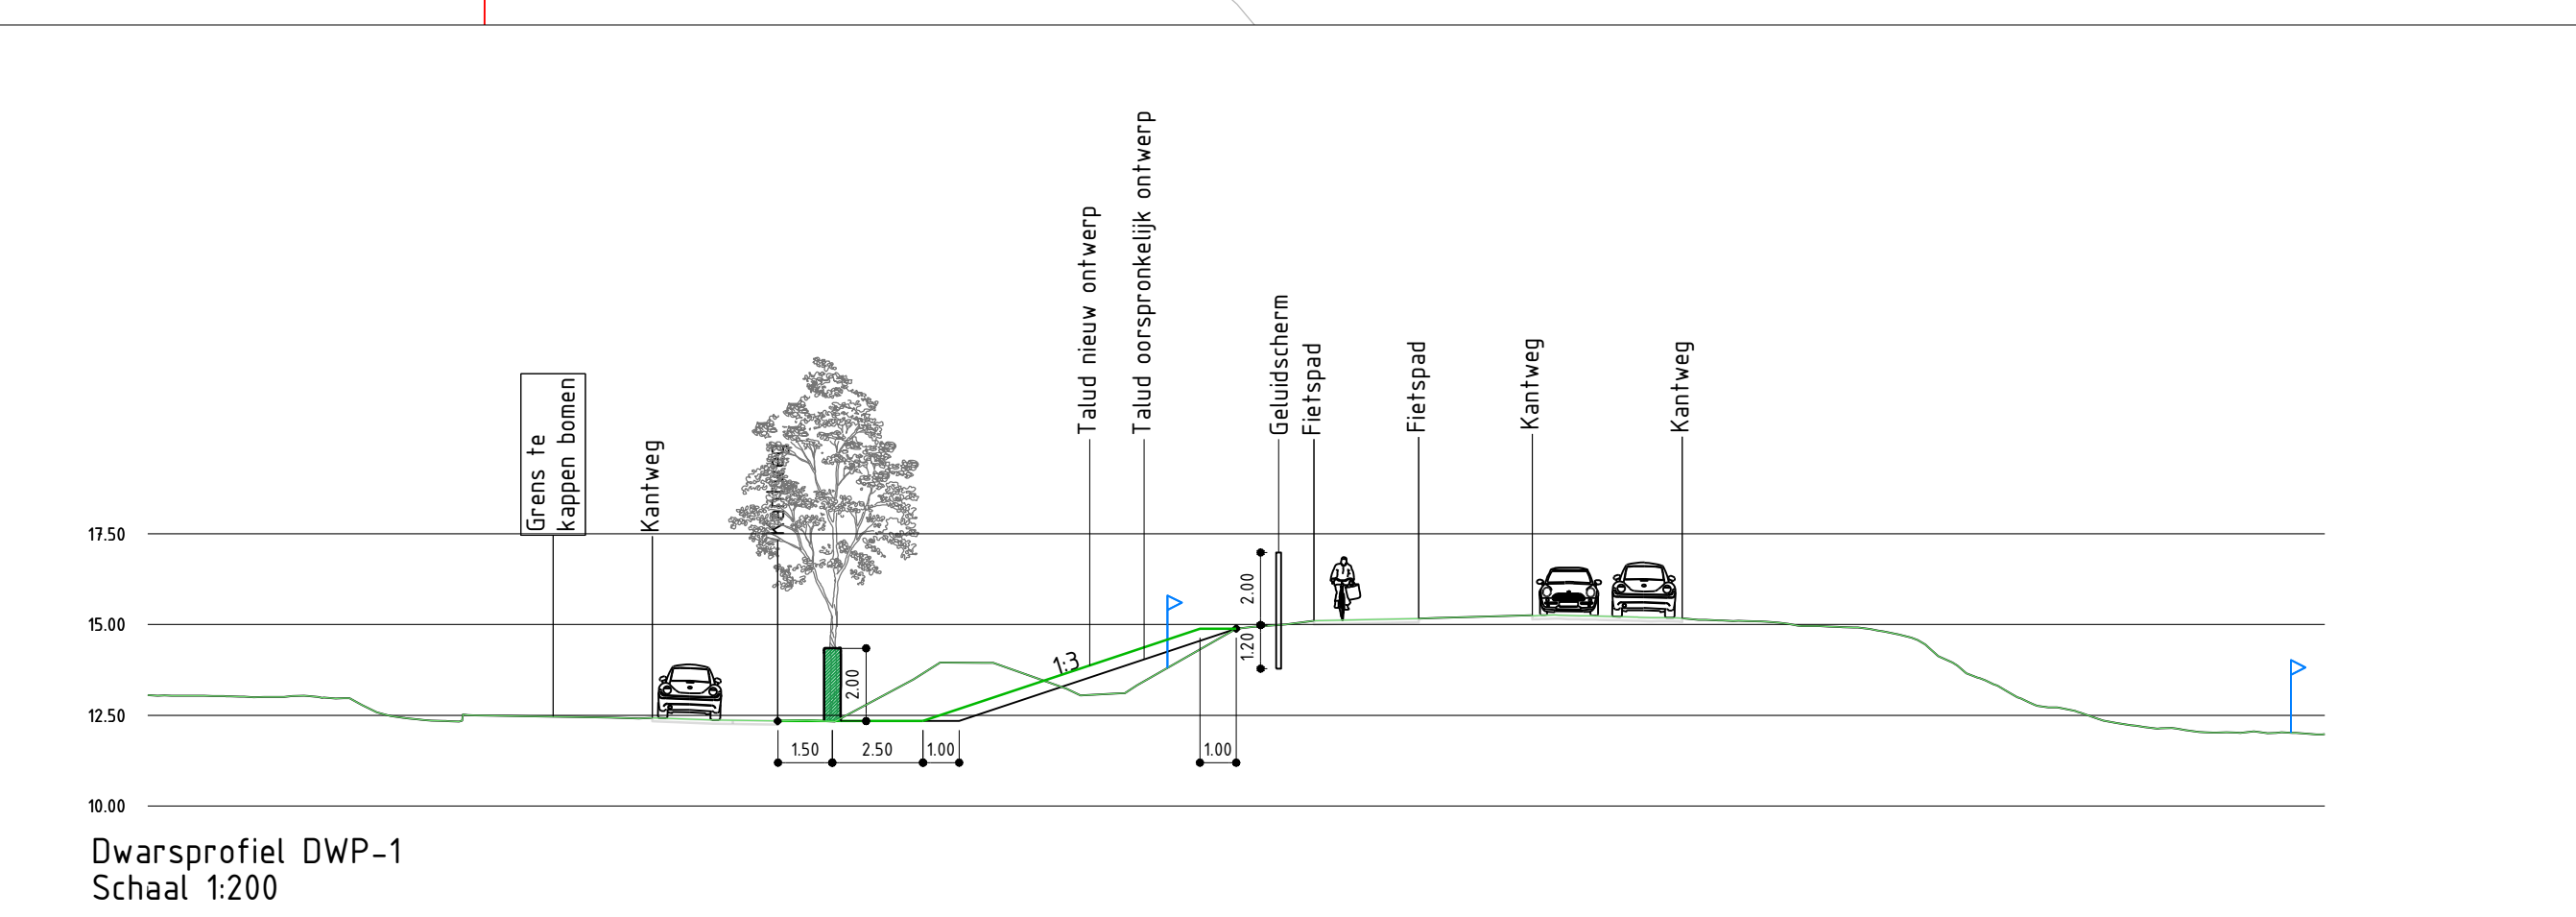 Talud nieuw ontwerp
Talud oorspronkelijk ontwerp
Geluidscherm
Fietspad
Fietspad
Kantweg
Kantweg
Grens te
kappen bomen
Kantweg
Kantweg
17.50
15.00
12.50
10.00
2.00
1.20
2.00
1:3
1.50
2.50
1.00
1.00
Dwarsprofiel DWP-1
Schaal 1:200